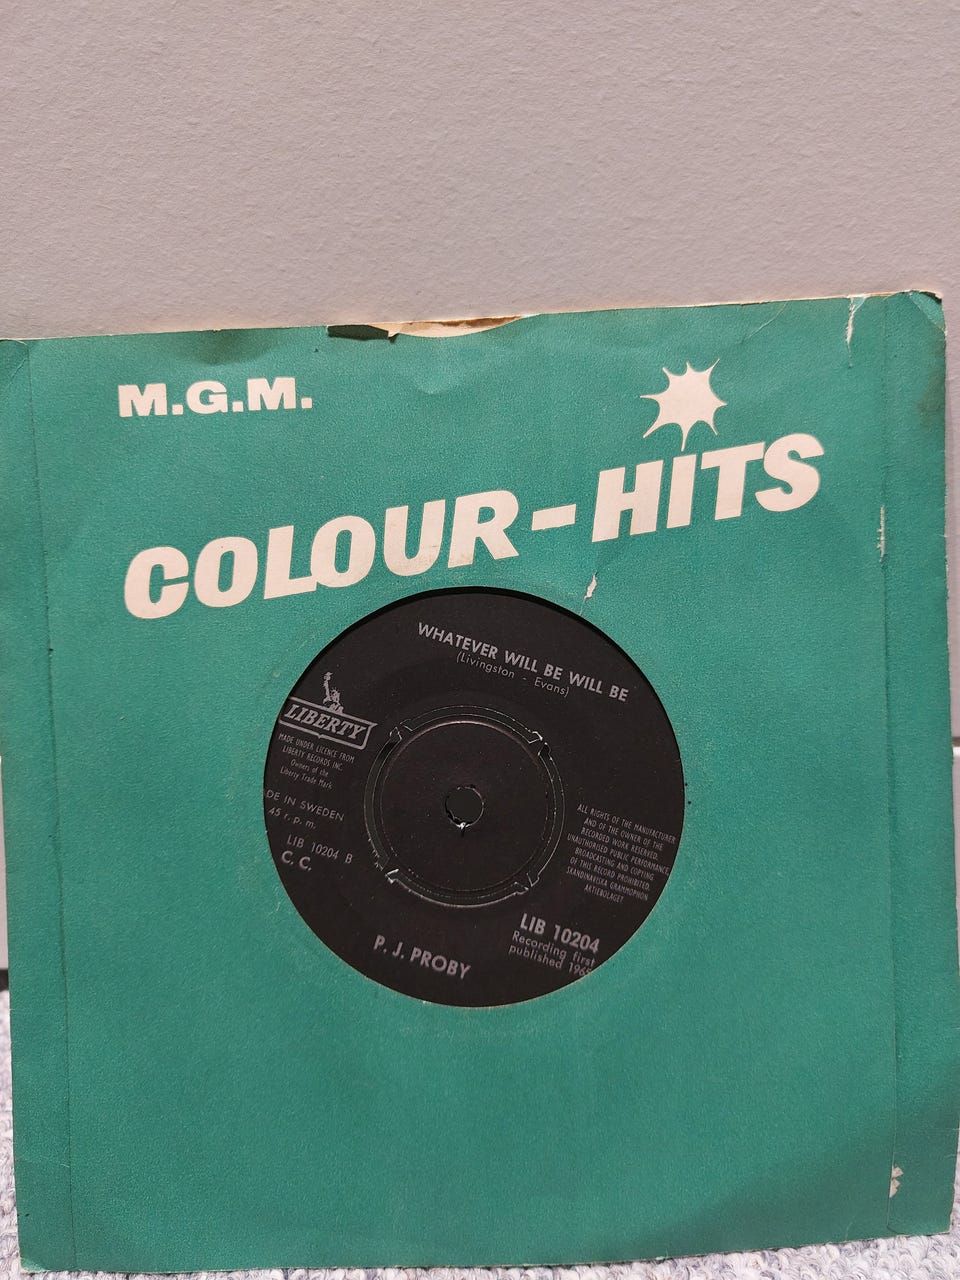 M.G.M.
COLOUR-HITS
WHATEVER WILL BE WILL BE
(Livingston - Evans)
LIBERTY
MADE UNDER LICENCE FROM
LIBERTY RECORDS INC.
Owners of the
Liberty Trade Mark
DE IN SWEDEN
45 r.p.m.
LIB 10204 B
C. C.
ALL RIGHTS OF THE MANUFACTURER
AND OF THE OWNER OF THE
RECORDED WORK RESERVED.
UNAUTHORISED PUBLIC PERFORMANCE,
BROADCASTING AND COPYING
OF THIS RECORD PROHIBITED.
SKANDINAVISKA GRAMMOPHON
AKTIEBOLAGET
LIB 10204
Recording first
published 1965
P. J. PROBY